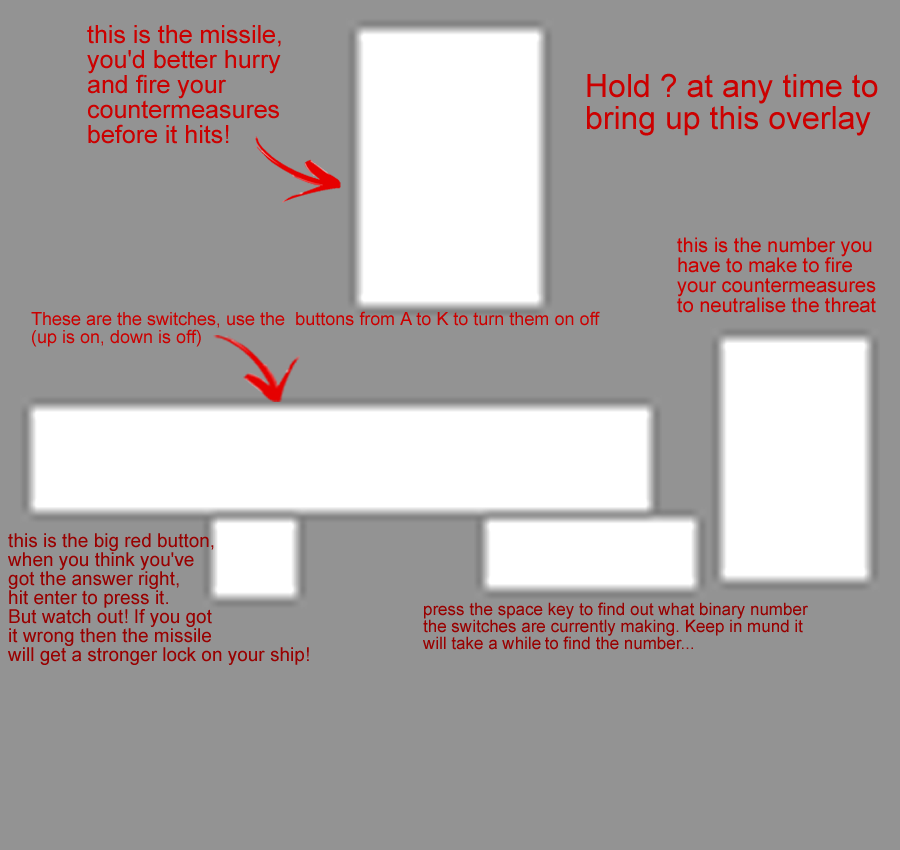 this is the missile,
you'd better hurry
and fire your
countermeasures
before it hits!
Hold ? at any time to
bring up this overlay
this is the number you
have to make to fire
your countermeasures
to neutralise the threat
These are the switches, use the  buttons from A to K to turn them on off
(up is on, down is off)
this is the big red button,
when you think you've
got the answer right,
hit enter to press it.
But watch out! If you got
it wrong then the missile
will get a stronger lock on your ship!
press the space key to find out what binary number
the switches are currently making. Keep in mund it
will take a while to find the number...